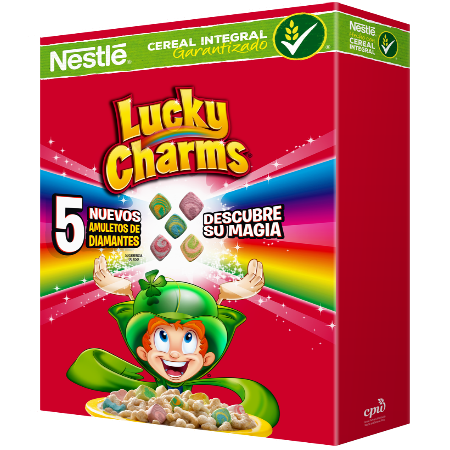 Nestlé
CEREAL INTEGRAL
Garantizado
Lucky
Charms
5 NUEVOS
AMULETOS DE
DIAMANTES
DESCUBRE
SU MAGIA
Nestlé
CEREAL
INTEGRAL
cpw